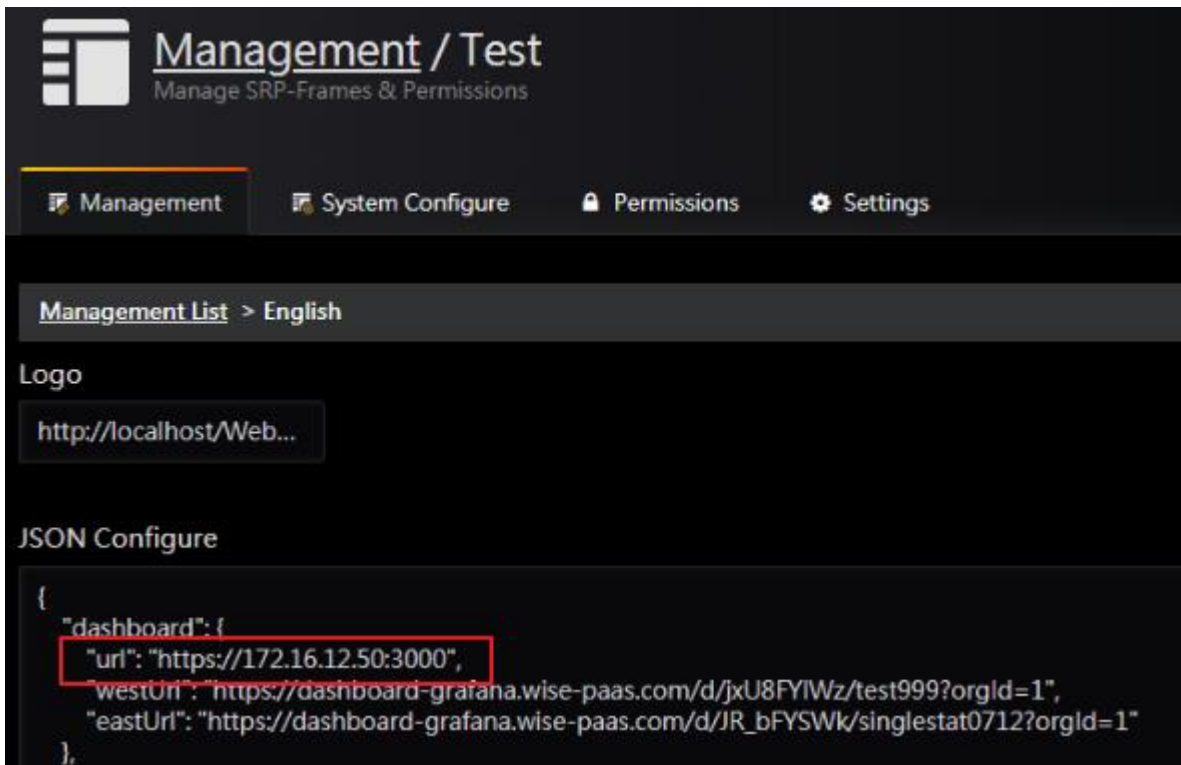 Management / Test
Manage SRP-Frames & Permissions
Management System Configure Permissions Settings
Management List > English
Logo
http://localhost/Web...
JSON Configure
{
"dashboard": {
"url": "https://172.16.12.50:3000",
"westUrl": "https://dashboard-grafana.wise-paas.com/d/jxU8FYlWz/test999?orgId=1",
"eastUrl": "https://dashboard-grafana.wise-paas.com/d/JR_bFYSWk/singlestat0712?orgId=1"
},